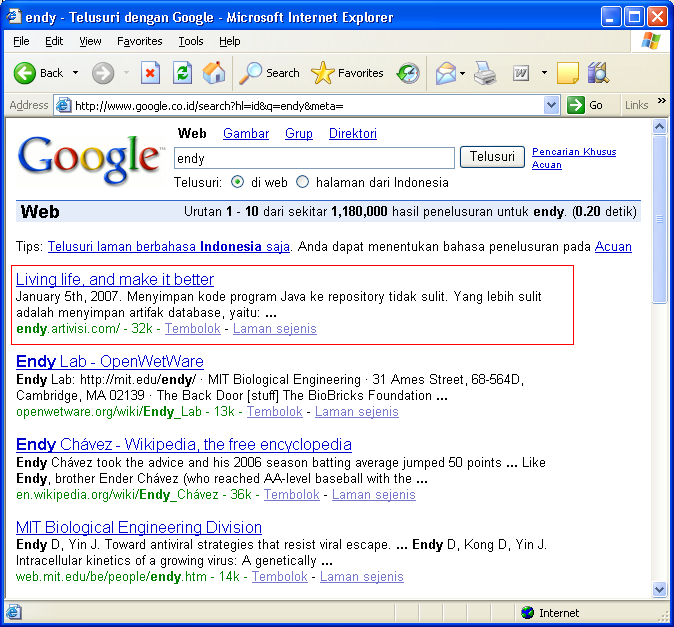 endy - Telusuri dengan Google - Microsoft Internet Explorer
File Edit View Favorites Tools Help
Back Search Favorites
Address http://www.google.co.id/search?hl=id&q=endy&meta= Go Links »
Web Gambar Grup Direktori
Google™ endy Telusuri Pencarian Khusus
Acuan
Telusuri: di web halaman dari Indonesia
Web Urutan 1 - 10 dari sekitar 1,180,000 hasil penelusuran untuk endy. (0.20 detik)
Tips: Telusuri laman berbahasa Indonesia saja. Anda dapat menentukan bahasa penelusuran pada Acuan
Living life, and make it better
January 5th, 2007. Menyimpan kode program Java ke repository tidak sulit. Yang lebih sulit
adalah menyimpan artifak database, yaitu: ...
endy.artivisi.com/ - 32k - Tembolok - Laman sejenis
Endy Lab - OpenWetWare
Endy Lab: http://mit.edu/endy/ · MIT Biological Engineering · 31 Ames Street, 68-564D,
Cambridge, MA 02139 · The Back Door [stuff] The BioBricks Foundation ...
openwetware.org/wiki/Endy_Lab - 13k - Tembolok - Laman sejenis
Endy Chávez - Wikipedia, the free encyclopedia
Endy Chávez took the advice and his 2006 season batting average jumped 50 points ... Like
Endy, brother Ender Chávez (who reached AA-level baseball with the ...
en.wikipedia.org/wiki/Endy_Chávez - 36k - Tembolok - Laman sejenis
MIT Biological Engineering Division
Endy D, Yin J. Toward antiviral strategies that resist viral escape. ... Endy D, Kong D, Yin J.
Intracellular kinetics of a growing virus: A genetically ...
web.mit.edu/be/people/endy.htm - 14k - Tembolok - Laman sejenis
Internet